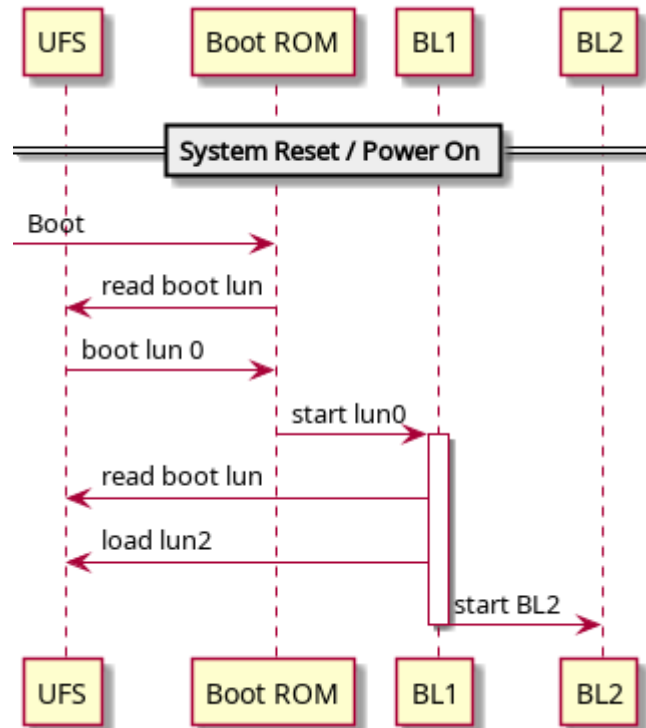 UFS
Boot ROM
BL1
BL2
System Reset / Power On
Boot
read boot lun
boot lun 0
start lun0
read boot lun
load lun2
start BL2
UFS
Boot ROM
BL1
BL2